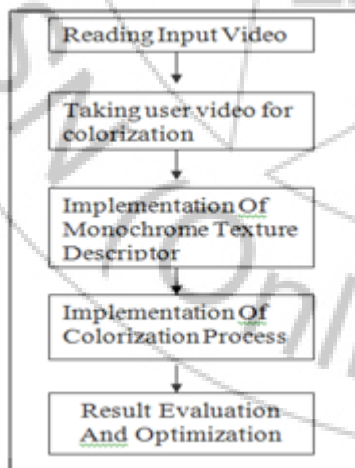 Reading Input Video
Taking user video for
colorization
Implementation Of
Monochrome Texture
Descriptor
Implementation Of
Colorization Process
Result Evaluation
And Optimization